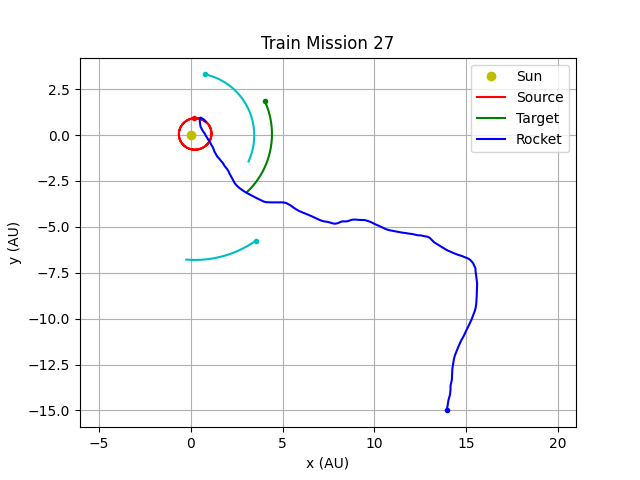 Train Mission 27
Sun
Source
Target
Rocket
y (AU)
2.5
0.0
−2.5
−5.0
−7.5
−10.0
−12.5
−15.0
−5
0
5
10
15
20
x (AU)